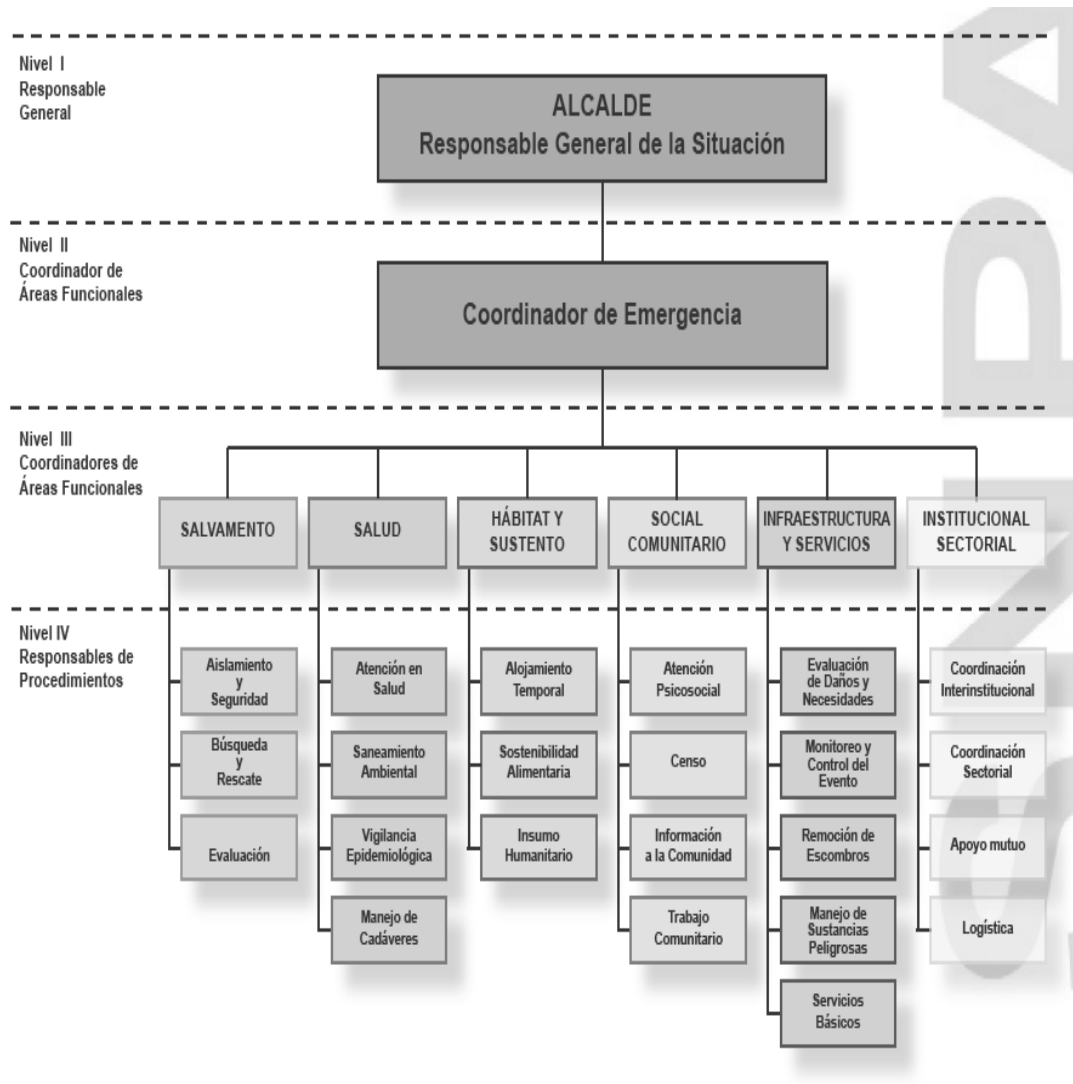 Nivel I
Responsable
General
ALCALDE
Responsable General de la Situación
Nivel II
Coordinador de
Áreas Funcionales
Coordinador de Emergencia
Nivel III
Coordinadores de
Áreas Funcionales
SALVAMENTO
SALUD
HÁBITAT Y
SUSTENTO
SOCIAL
COMUNITARIO
INFRAESTRUCTURA
Y SERVICIOS
INSTITUCIONAL
SECTORIAL
Nivel IV
Responsables de
Procedimientos
Aislamiento
y
Seguridad
Búsqueda
y
Rescate
Evaluación
Atención en
Salud
Saneamiento
Ambiental
Vigilancia
Epidemiológica
Manejo de
Cadáveres
Alojamiento
Temporal
Sostenibilidad
Alimentaria
Insumo
Humanitario
Atención
Psicosocial
Censo
Información
a la Comunidad
Trabajo
Comunitario
Evaluación
de Daños y
Necesidades
Monitoreo y
Control del
Evento
Remoción de
Escombros
Manejo de
Sustancias
Peligrosas
Servicios
Básicos
Coordinación
Interinstitucional
Coordinación
Sectorial
Apoyo mutuo
Logística